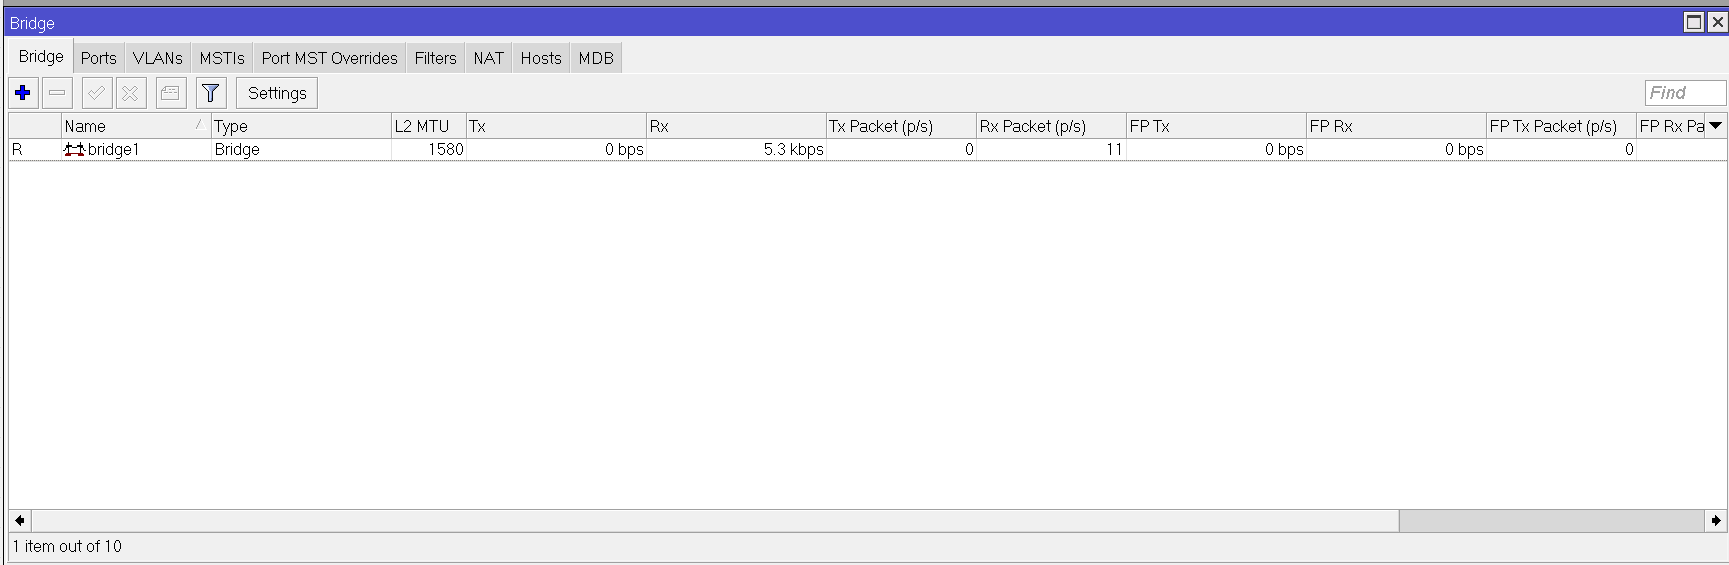 Bridge
Bridge Ports VLANs MSTIs Port MST Overrides Filters NAT Hosts MDB
Settings Find
Name Type L2 MTU Tx Rx Tx Packet (p/s) Rx Packet (p/s) FP Tx FP Rx FP Tx Packet (p/s) FP Rx Pa
R bridge1 Bridge 1580 0 bps 5.3 kbps 0 11 0 bps 0 bps 0
1 item out of 10